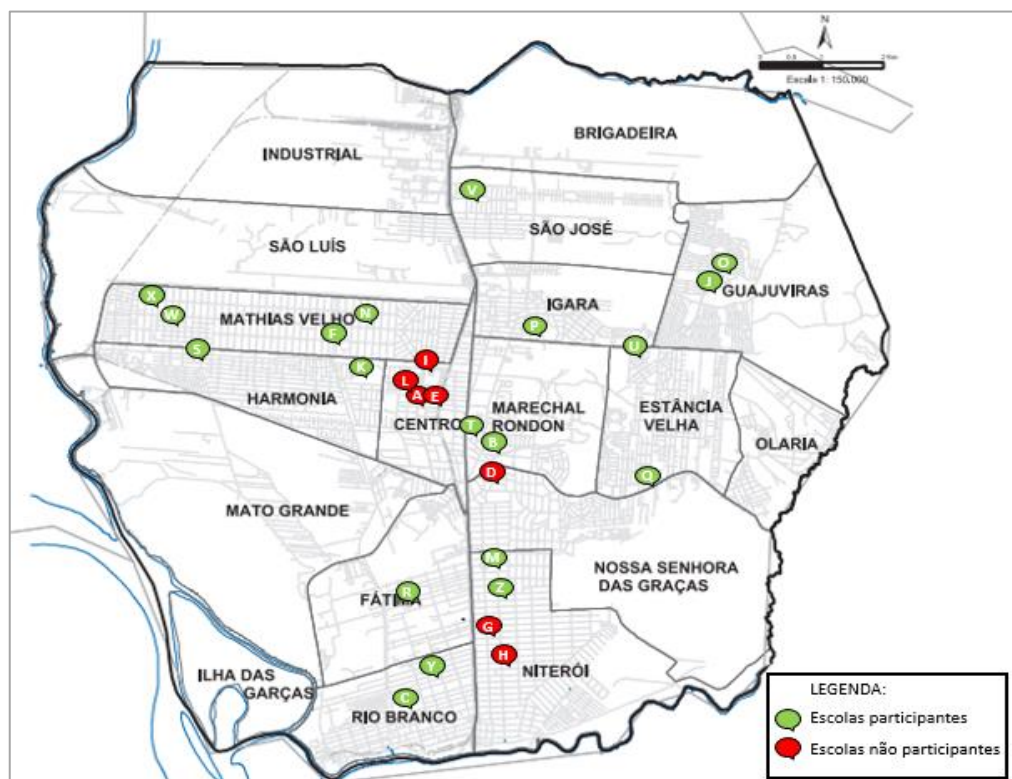 N
Escala 1: 150.000
BRIGADEIRA
INDUSTRIAL
V
SÃO JOSÉ
SÃO LUÍS
O
J
GUAJUVIRAS
X
W
N
MATHIAS VELHO
F
IGARA
P
U
S
I
K
L
A
E
HARMONIA
CENTRO
T
MARECHAL
RONDON
B
ESTÂNCIA
VELHA
OLARIA
D
Q
MATO GRANDE
M
NOSSA SENHORA
DAS GRAÇAS
Z
R
FÁTIMA
G
H
NITERÓI
Y
ILHA DAS
GARÇAS
C
RIO BRANCO
LEGENDA:
Escolas participantes
Escolas não participantes